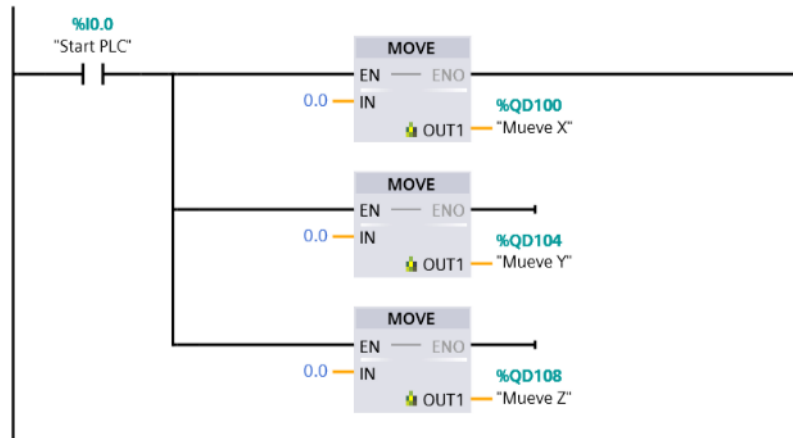 %I0.0
"Start PLC"
MOVE
EN ENO
0.0 IN
%QD100
OUT1 "Mueve X"
MOVE
EN ENO
0.0 IN
%QD104
OUT1 "Mueve Y"
MOVE
EN ENO
0.0 IN
%QD108
OUT1 "Mueve Z"